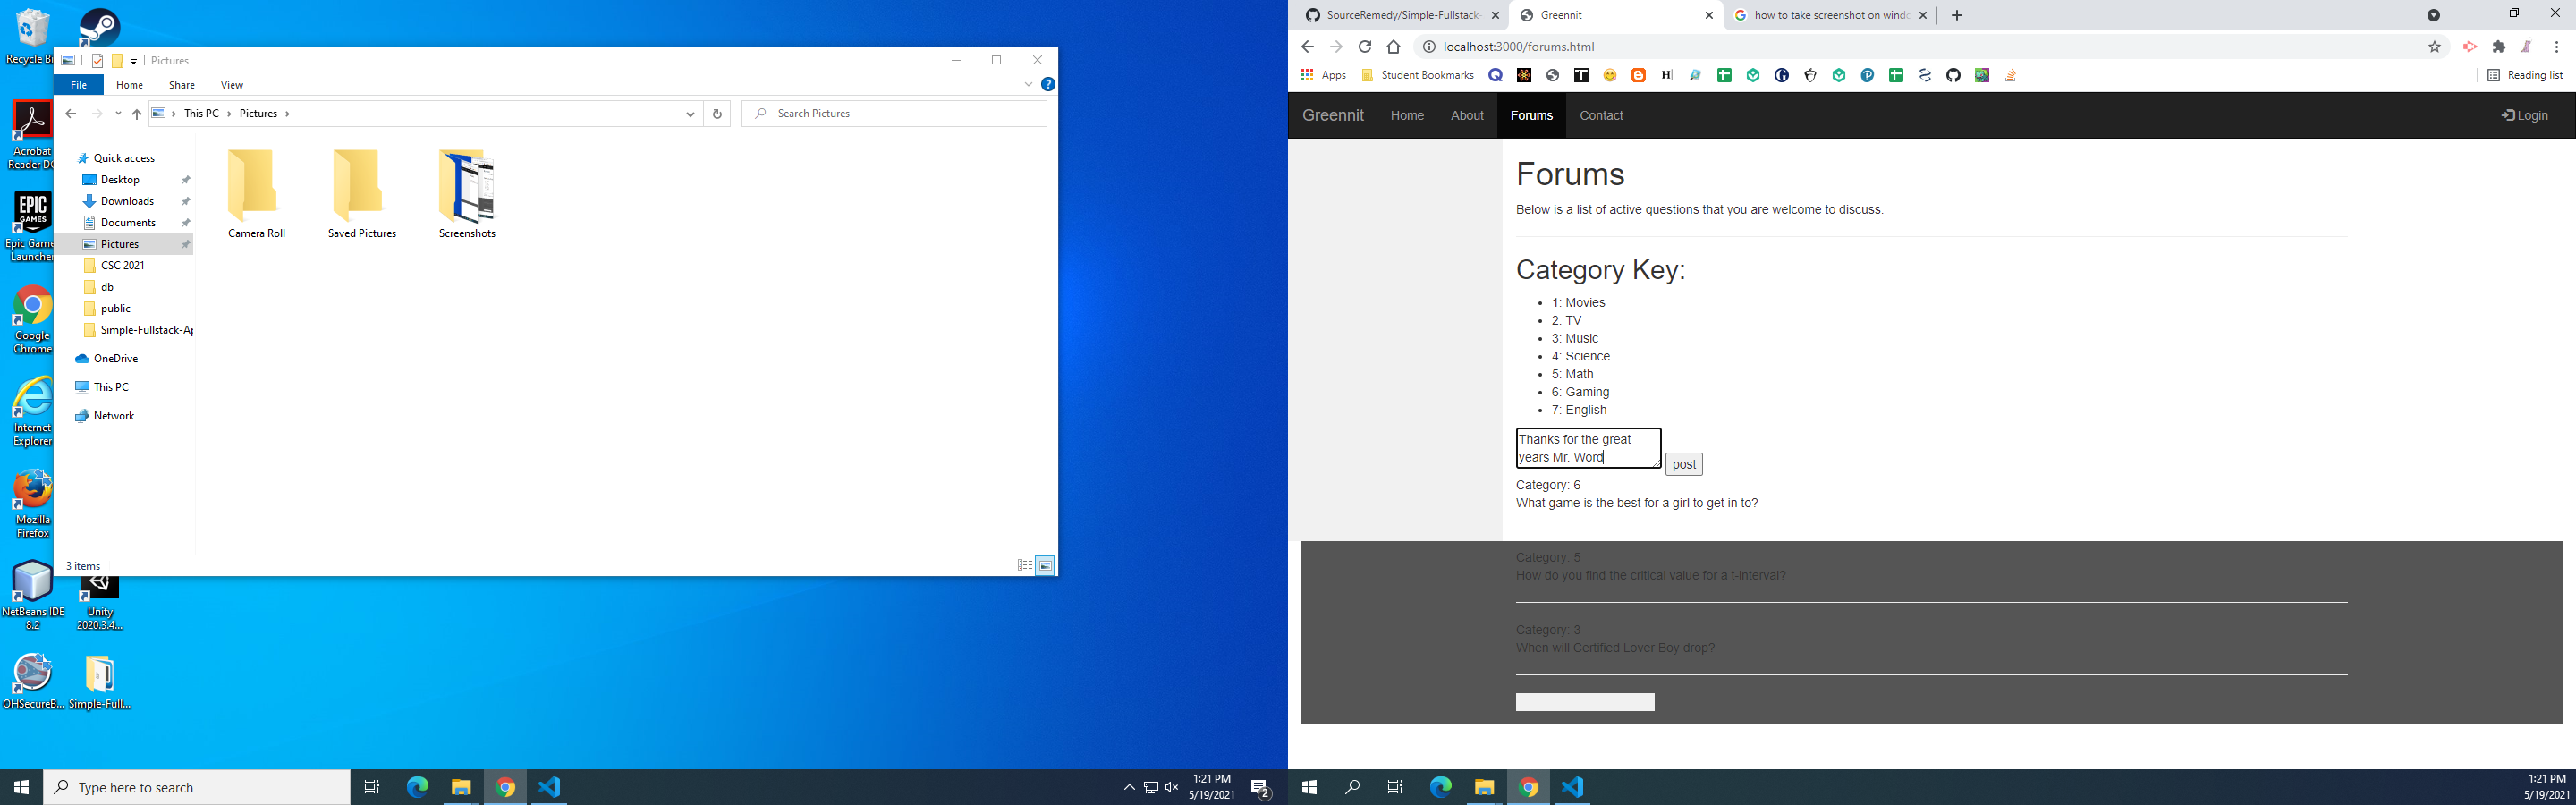 Recycle Bi
Pictures
File Home Share View
This PC Pictures
Search Pictures
Acrobat
Reader DC
EPIC
GAMES
Epic Game
Launcher
Google
Chrome
Internet
Explorer
Mozilla
Firefox
NetBeans IDE
8.2
Unity
2020.3.4...
OHSecureB...
Simple-Full...
Quick access
Desktop
Downloads
Documents
Pictures
CSC 2021
db
public
Simple-Fullstack-Ap
OneDrive
This PC
Network
Camera Roll
Saved Pictures
Screenshots
3 items
Type here to search
1:21 PM
5/19/2021
2
SourceRemedy/Simple-Fullstack-
Greennit
how to take screenshot on windo
localhost:3000/forums.html
Apps
Student Bookmarks
Reading list
Greennit Home About Forums Contact
Login
Forums
Below is a list of active questions that you are welcome to discuss.
Category Key:
1: Movies
2: TV
3: Music
4: Science
5: Math
6: Gaming
7: English
Thanks for the great
years Mr. Word
post
Category: 6
What game is the best for a girl to get in to?
Category: 5
How do you find the critical value for a t-interval?
Category: 3
When will Certified Lover Boy drop?
1:21 PM
5/19/2021